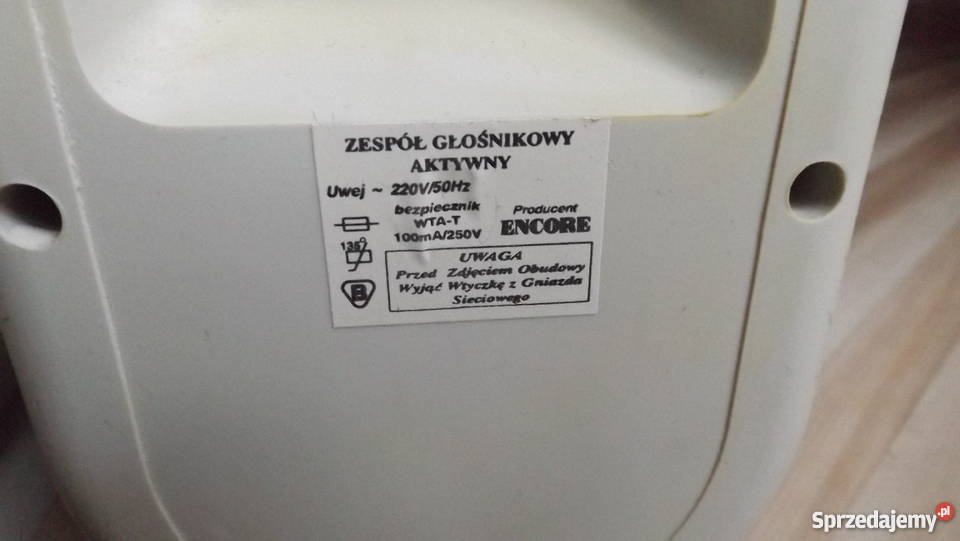 ZESPÓŁ GŁOŚNIKOWY
AKTYWNY
Uwej ~ 220V/50Hz
bezpiecznik
WTA-T
100mA/250V
Producent
ENCORE
135°
B
UWAGA
Przed Zdjęciem Obudowy
Wyjąć Wtyczkę z Gniazda
Sieciowego
Sprzedajemy.pl